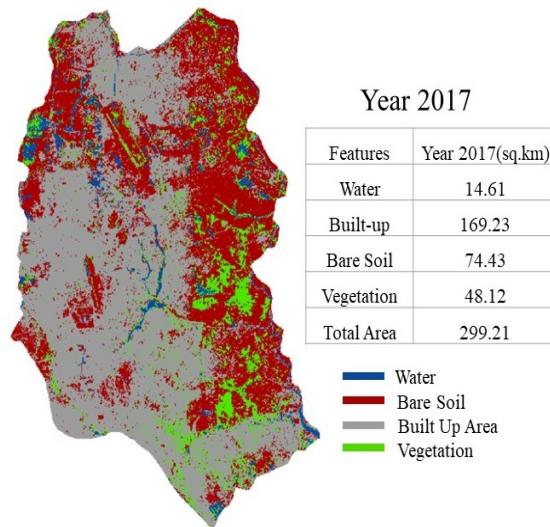 Year 2017
Features Year 2017(sq.km)
Water 14.61
Built-up 169.23
Bare Soil 74.43
Vegetation 48.12
Total Area 299.21
Water
Bare Soil
Built Up Area
Vegetation